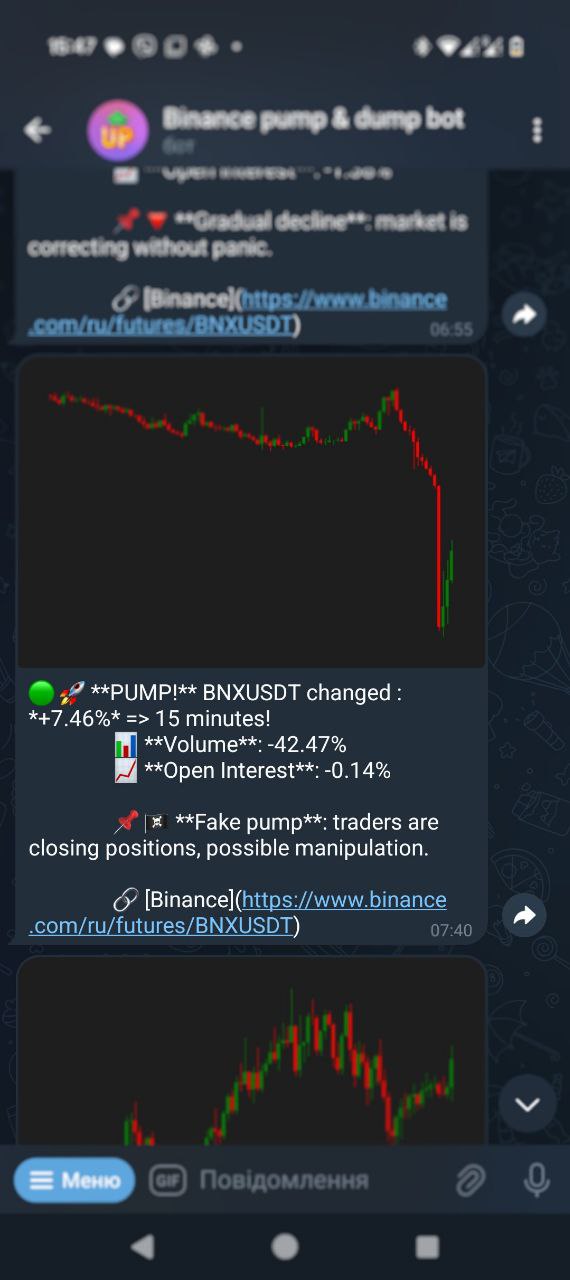 15:47
UP
Binance pump & dump bot
бот
**Open Interest**: -1.38%
📌 🔻 **Gradual decline**: market is
correcting without panic.
🔗 [Binance](https://www.binance
.com/ru/futures/BNXUSDT)
06:55
🟢🚀 **PUMP!** BNXUSDT changed :
*+7.46%* => 15 minutes!
📊 **Volume**: -42.47%
📈 **Open Interest**: -0.14%
📌 🏴‍☠️ **Fake pump**: traders are
closing positions, possible manipulation.
🔗 [Binance](https://www.binance
.com/ru/futures/BNXUSDT)
07:40
Меню
GIF
Повідомлення